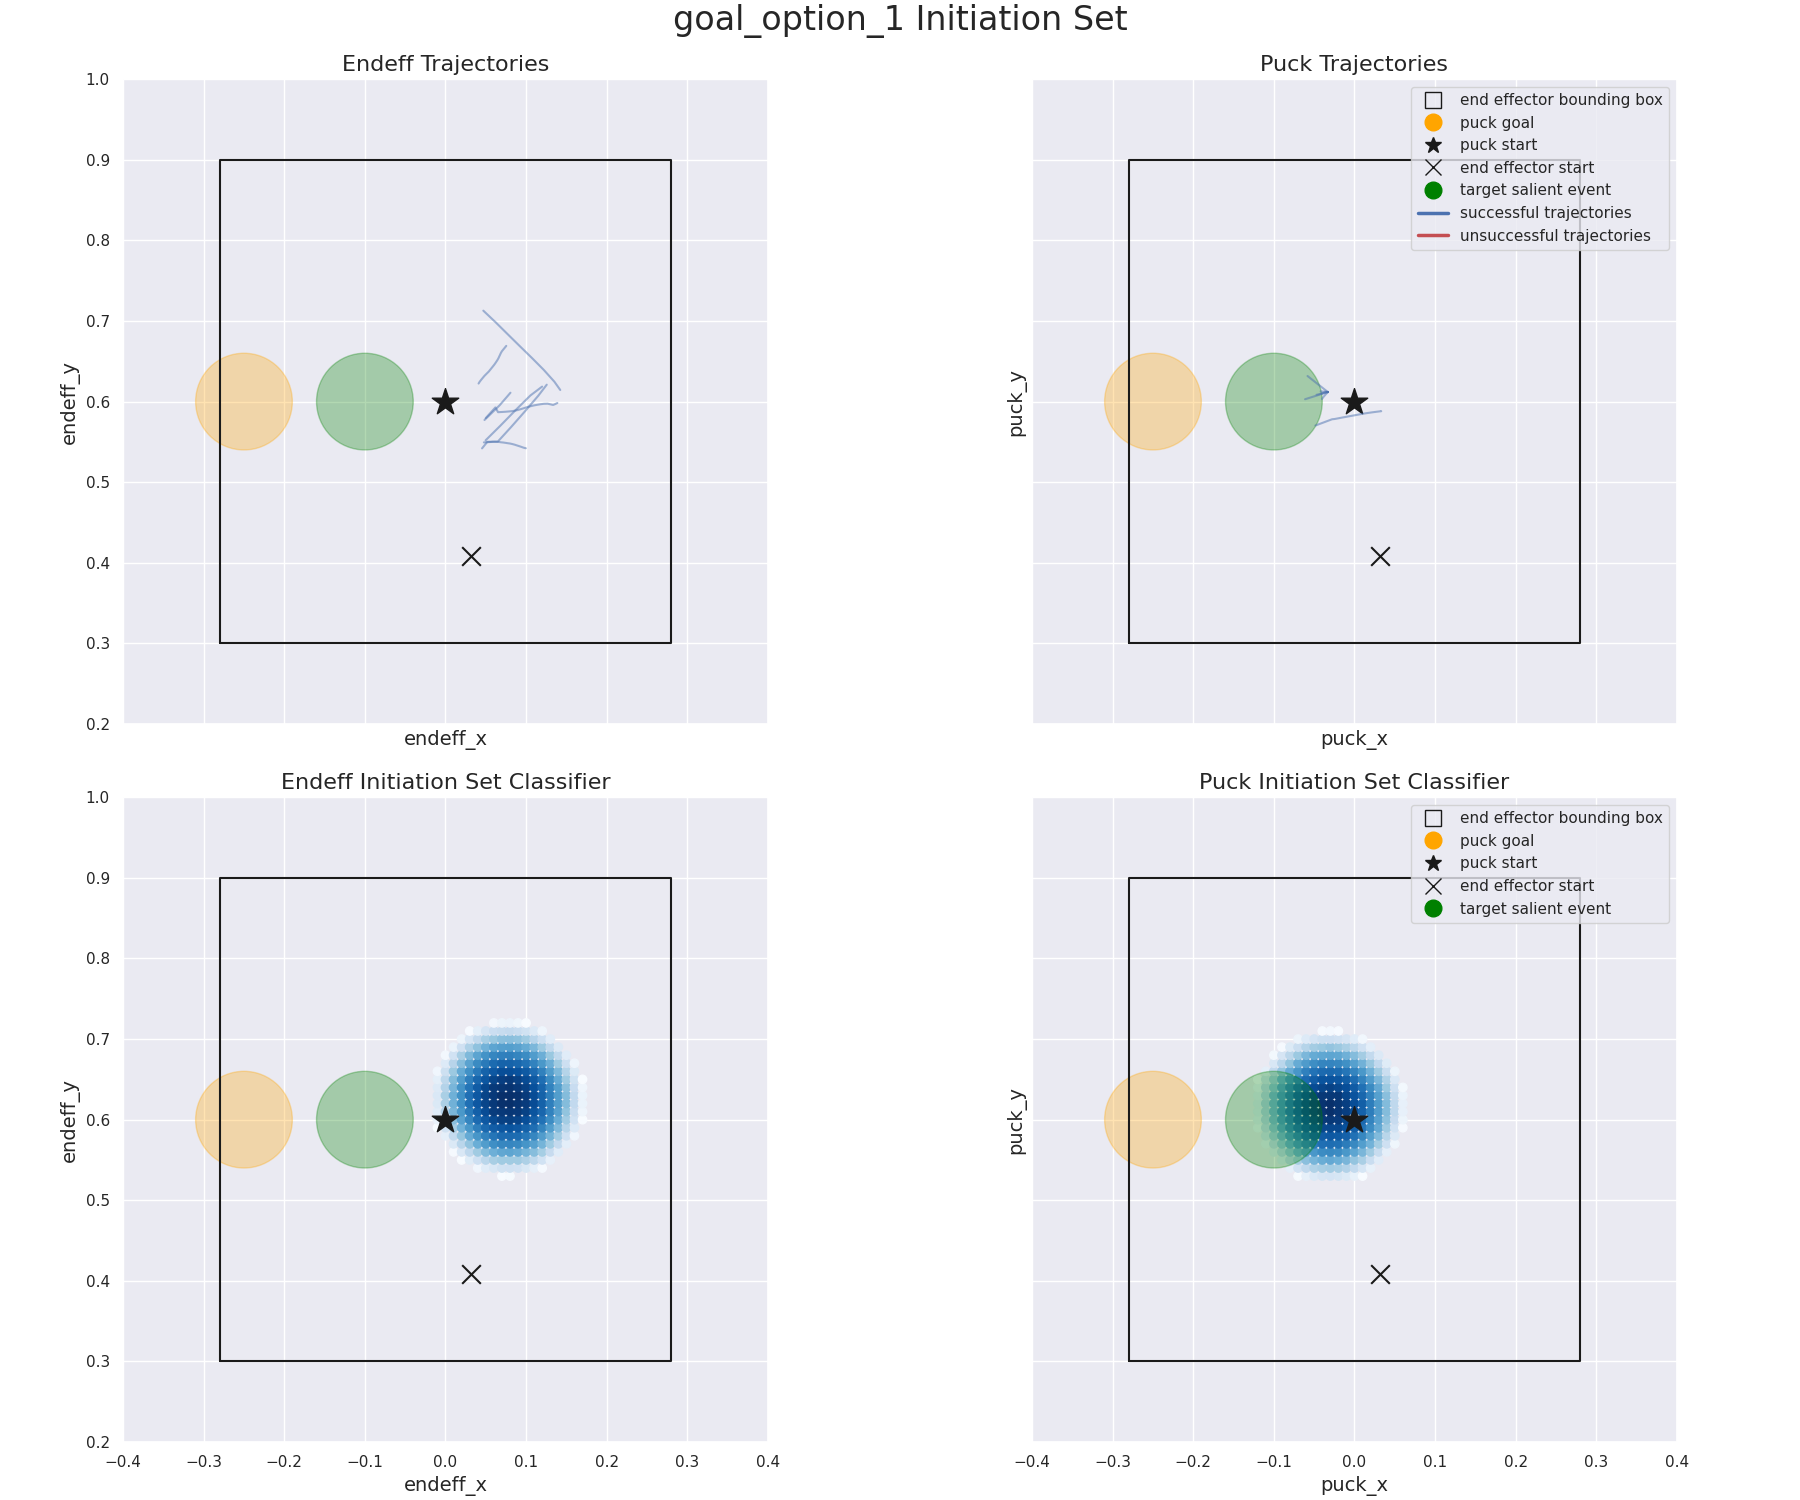 goal_option_1 Initiation Set
Endeff Trajectories
1.0
0.9
0.8
0.7
0.6
0.5
0.4
0.3
0.2
endeff_y
endeff_x
Puck Trajectories
end effector bounding box
puck goal
puck start
end effector start
target salient event
successful trajectories
unsuccessful trajectories
puck_y
puck_x
Endeff Initiation Set Classifier
1.0
0.9
0.8
0.7
0.6
0.5
0.4
0.3
0.2
endeff_y
−0.4 −0.3 −0.2 −0.1 0.0 0.1 0.2 0.3 0.4
endeff_x
Puck Initiation Set Classifier
end effector bounding box
puck goal
puck start
end effector start
target salient event
puck_y
−0.4 −0.3 −0.2 −0.1 0.0 0.1 0.2 0.3 0.4
puck_x